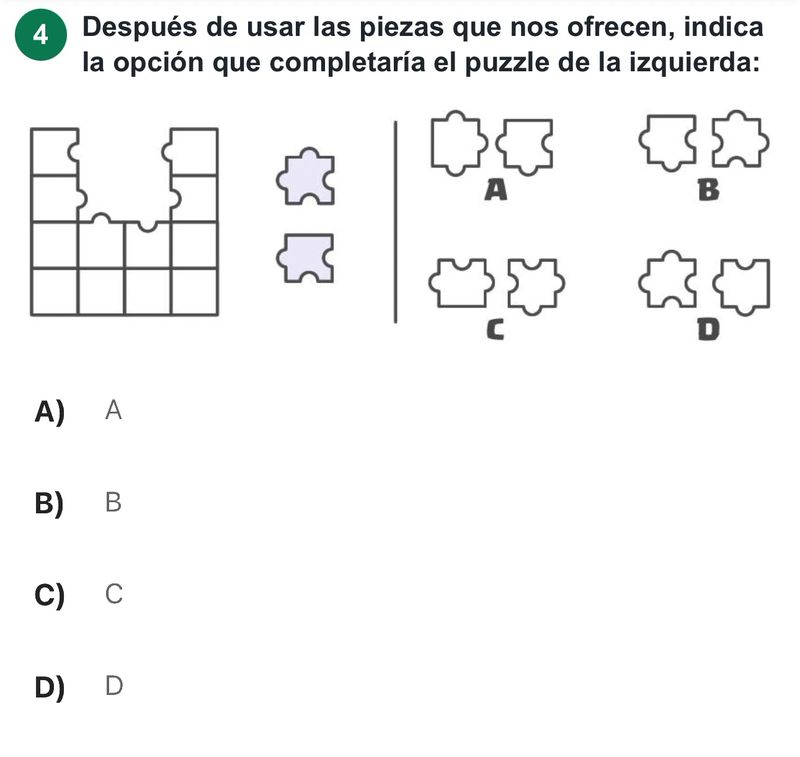 4 Después de usar las piezas que nos ofrecen, indica
la opción que completaría el puzzle de la izquierda:
A
B
C
D
A) A
B) B
C) C
D) D